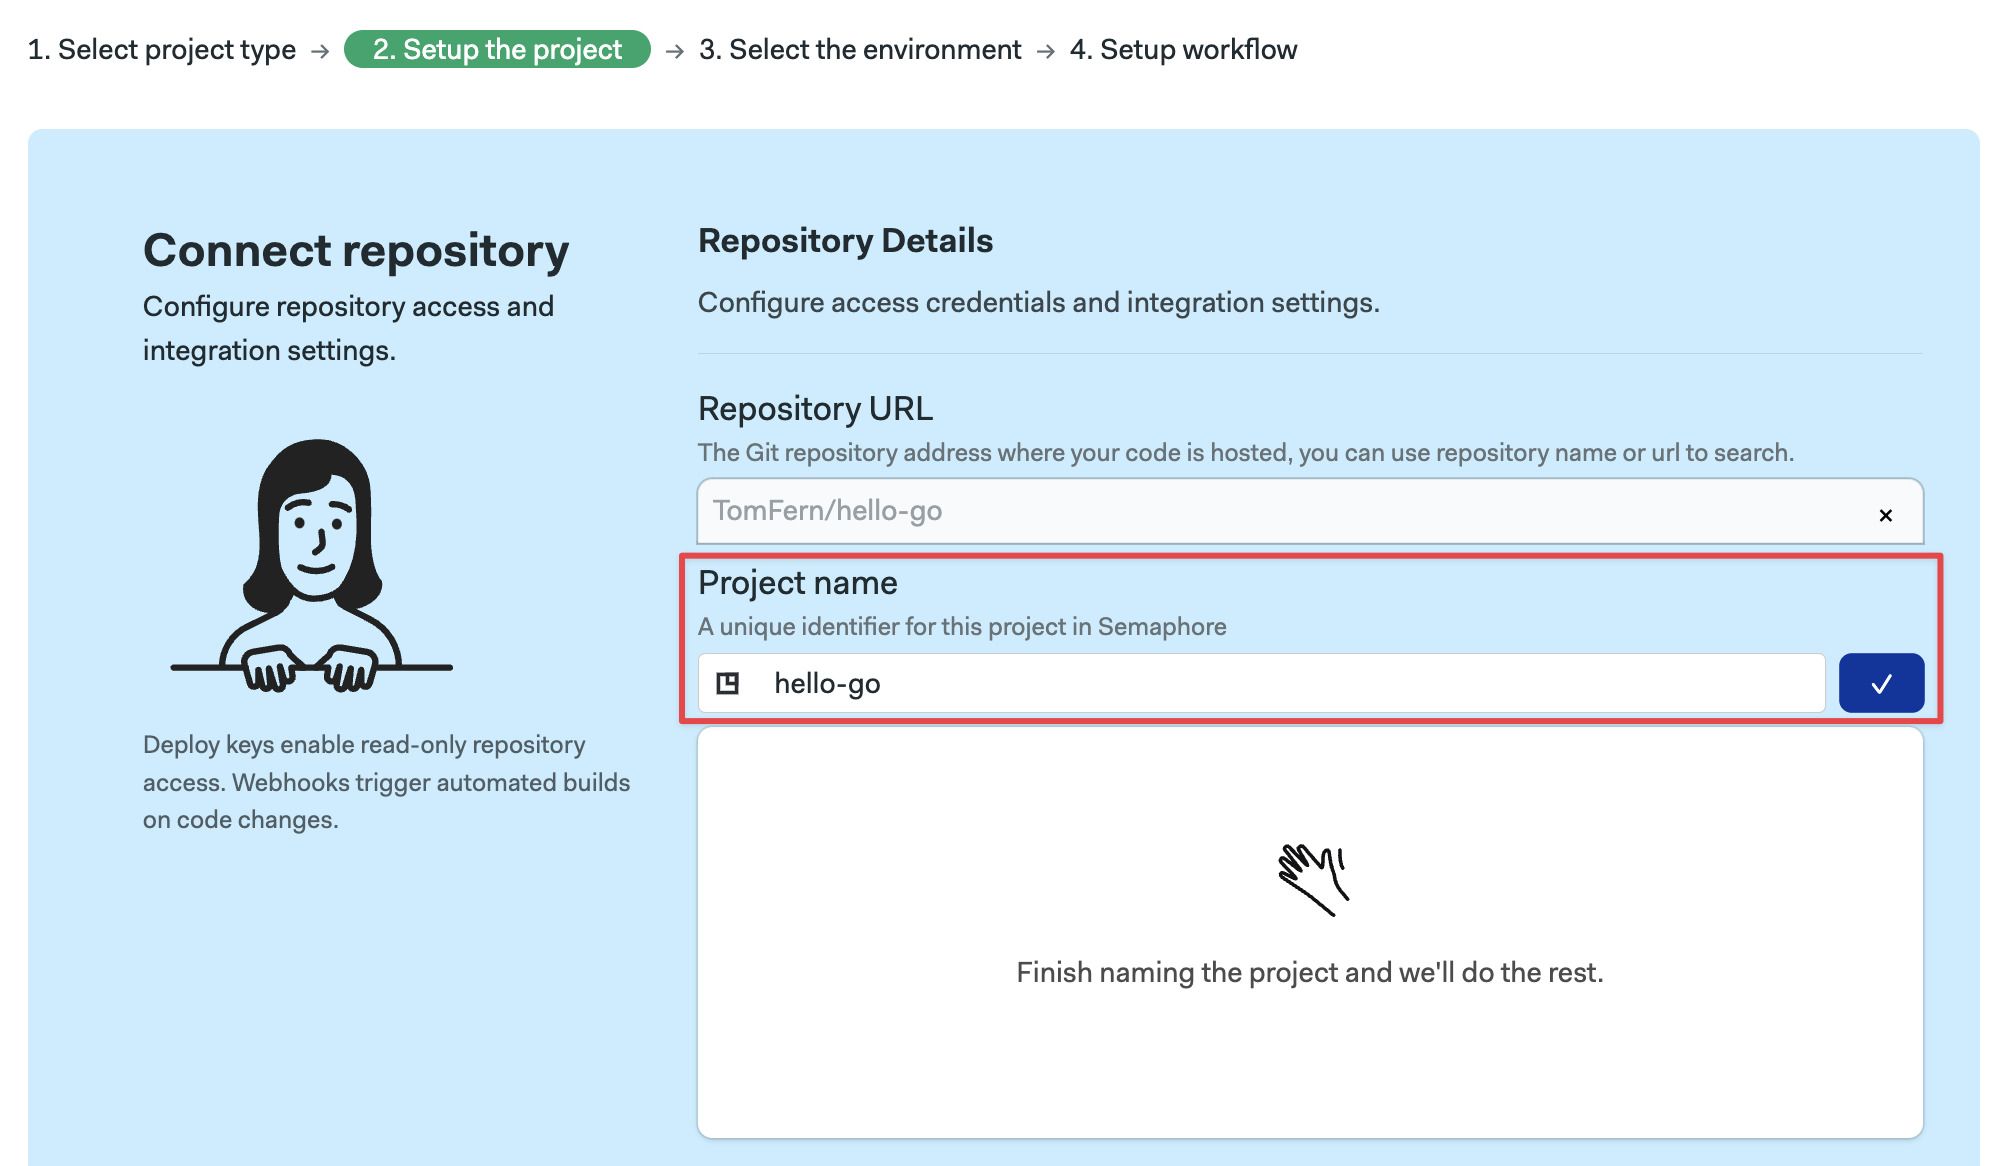 1. Select project type → 2. Setup the project → 3. Select the environment → 4. Setup workflow
Connect repository
Configure repository access and
integration settings.
Deploy keys enable read-only repository
access. Webhooks trigger automated builds
on code changes.
Repository Details
Configure access credentials and integration settings.
Repository URL
The Git repository address where your code is hosted, you can use repository name or url to search.
TomFern/hello-go
Project name
A unique identifier for this project in Semaphore
hello-go
Finish naming the project and we'll do the rest.